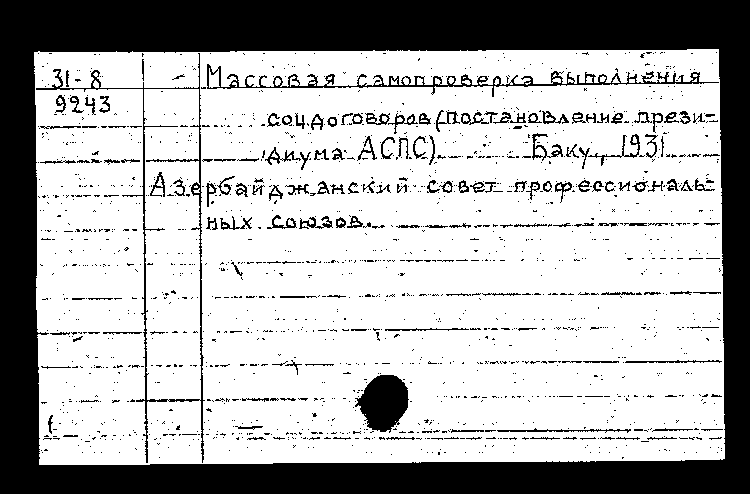 31-8 - Массовая самопроверка выполнения
9243
соцдоговоров (постановление прези-
диума АСПС). Баку, 1931
Азербайджанский совет профессиональ-
ных союзов.